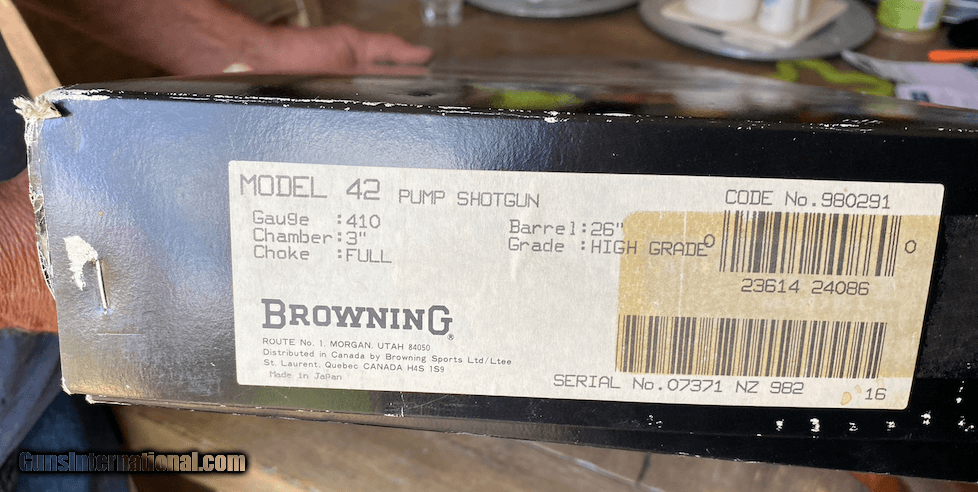 MODEL 42 PUMP SHOTGUN
CODE No.980291
Gauge :410
Barrel:26"
Chamber:3"
Grade :HIGH GRADE
Choke :FULL
0 0
23614 24086
BROWNING®
ROUTE No. 1. MORGAN. UTAH 84050
Distributed in Canada by Browning Sports Ltd/Ltee
St. Laurent. Quebec CANADA H4S 1S9
Made in Japan
SERIAL No.07371 NZ 982
16
GunsInternational.com